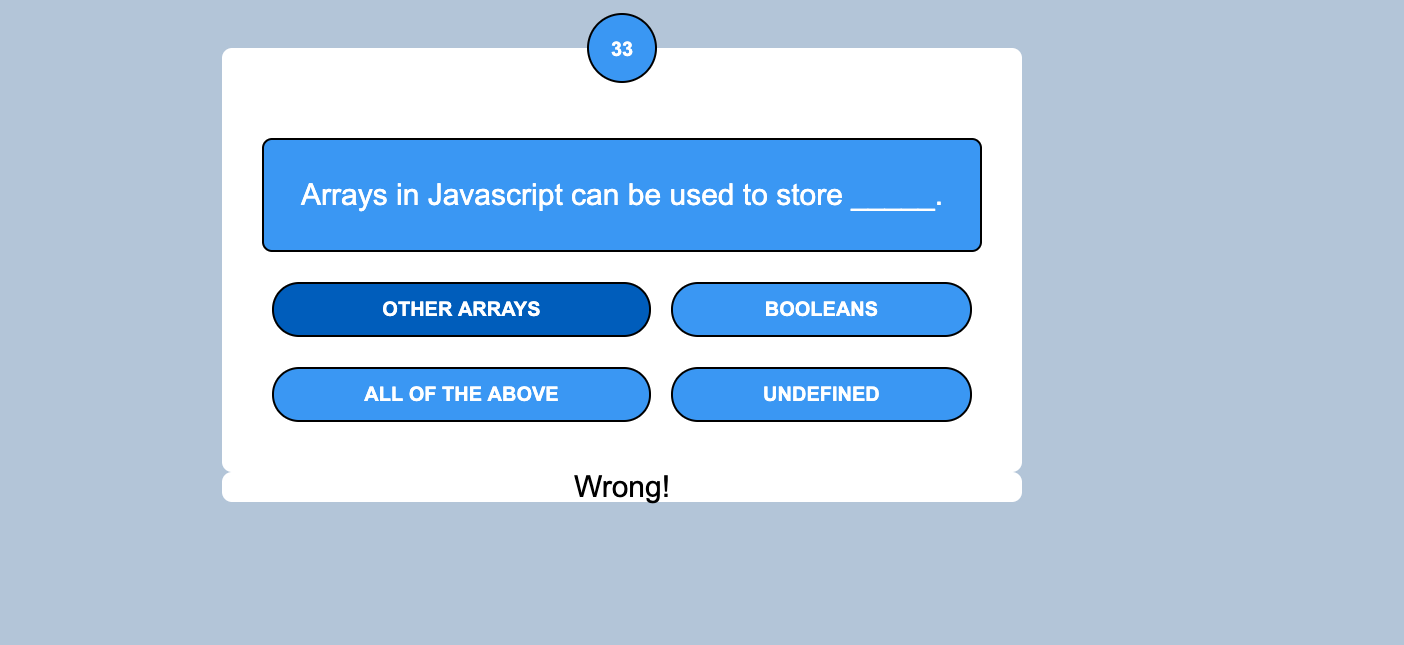 33
Arrays in Javascript can be used to store _____.
OTHER ARRAYS
BOOLEANS
ALL OF THE ABOVE
UNDEFINED
Wrong!